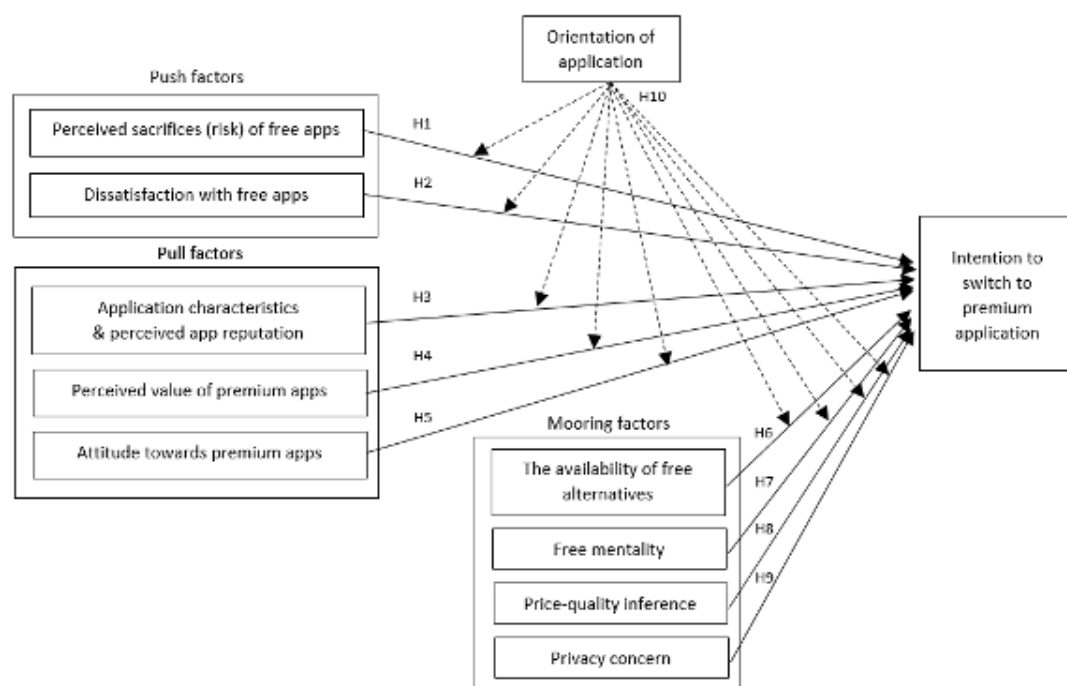 Orientation of
application
H10
Push factors
Perceived sacrifices (risk) of free apps
H1
Dissatisfaction with free apps
H2
Pull factors
Application characteristics
& perceived app reputation
H3
Perceived value of premium apps
H4
Attitude towards premium apps
H5
Intention to
switch to
premium
application
Mooring factors
The availability of free
alternatives
H6
Free mentality
H7
Price-quality inference
H8
Privacy concern
H9